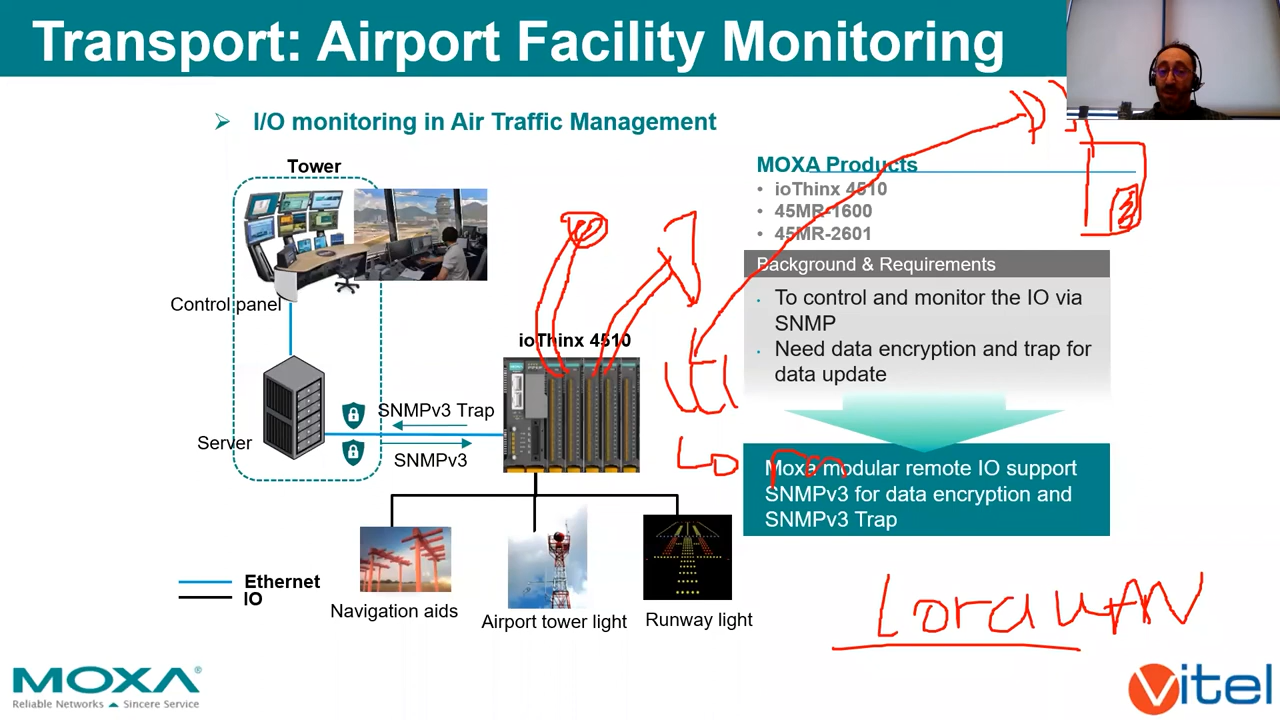 Transport: Airport Facility Monitoring
I/O monitoring in Air Traffic Management
Tower
Control panel
Server
SNMPv3 Trap
SNMPv3
ioThinx 4510
Navigation aids
Airport tower light
Runway light
Ethernet
IO
MOXA Products
• ioThinx 4510
• 45MR-1600
• 45MR-2601
Background & Requirements
• To control and monitor the IO via
SNMP
• Need data encryption and trap for
data update
Moxa modular remote IO support
SNMPv3 for data encryption and
SNMPv3 Trap
LoraWAN
MOXA®
Reliable Networks Sincere Service
Vitel